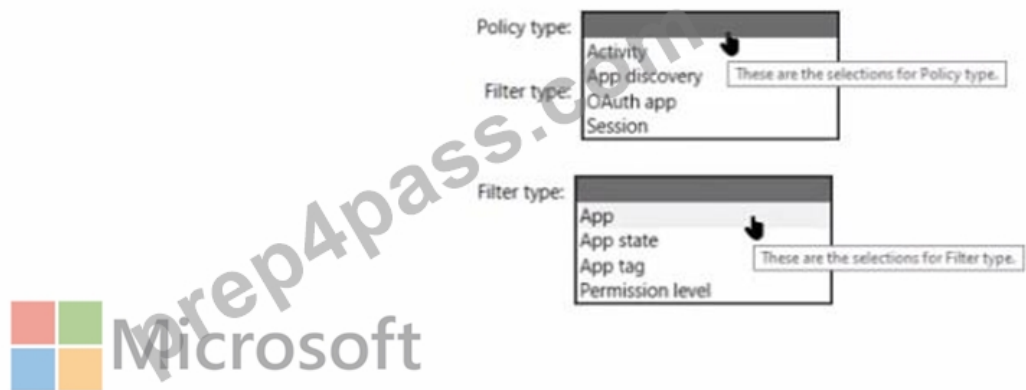 Policy type:
Activity
App discovery
OAuth app
Session
These are the selections for Policy type.
Filter type:
Filter type:
App
App state
App tag
Permission level
These are the selections for Filter type.
prep4pass.com
Microsoft